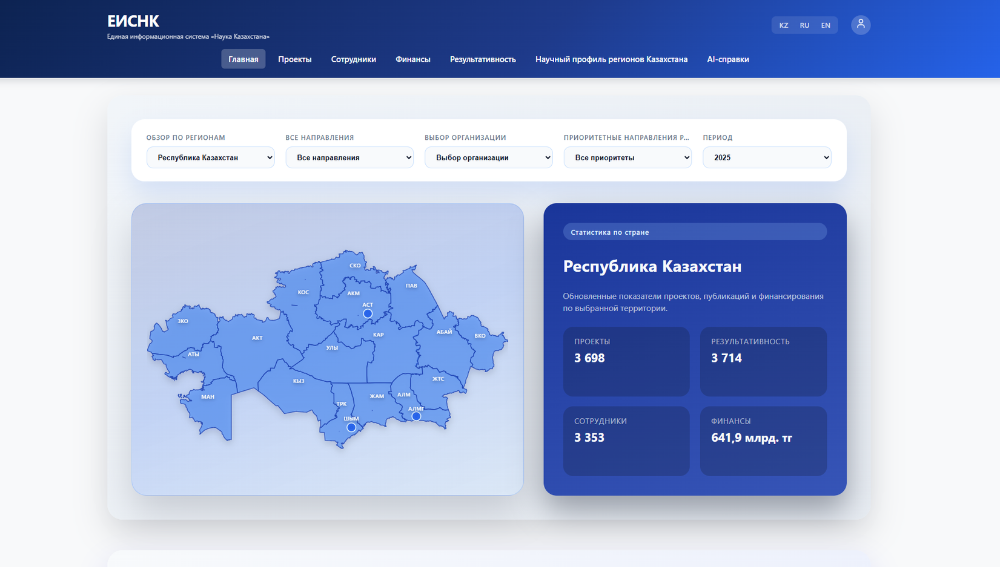 ЕИСНК
Единая информационная система «Наука Казахстана»
KZ RU EN
Главная Проекты Сотрудники Финансы Результативность Научный профиль регионов Казахстана AI-справки
ОБЗОР ПО РЕГИОНАМ ВСЕ НАПРАВЛЕНИЯ ВЫБОР ОРГАНИЗАЦИИ ПРИОРИТЕТНЫЕ НАПРАВЛЕНИЯ Р... ПЕРИОД
Республика Казахстан Все направления Выбор организации Все приоритеты 2025
СКО
ПАВ
КОС
АКМ
АСТ
ЗКО
АКТ
КАР
АБАЙ
ВКО
УЛЫ
АТЫ
КЫЗ
ЖТС
МАН
ЖАМ
АЛМ
ТРК
АЛМГ
ШЫМ
Статистика по стране
Республика Казахстан
Обновленные показатели проектов, публикаций и финансирования
по выбранной территории.
ПРОЕКТЫ
3 698
РЕЗУЛЬТАТИВНОСТЬ
3 714
СОТРУДНИКИ
3 353
ФИНАНСЫ
641,9 млрд. тг